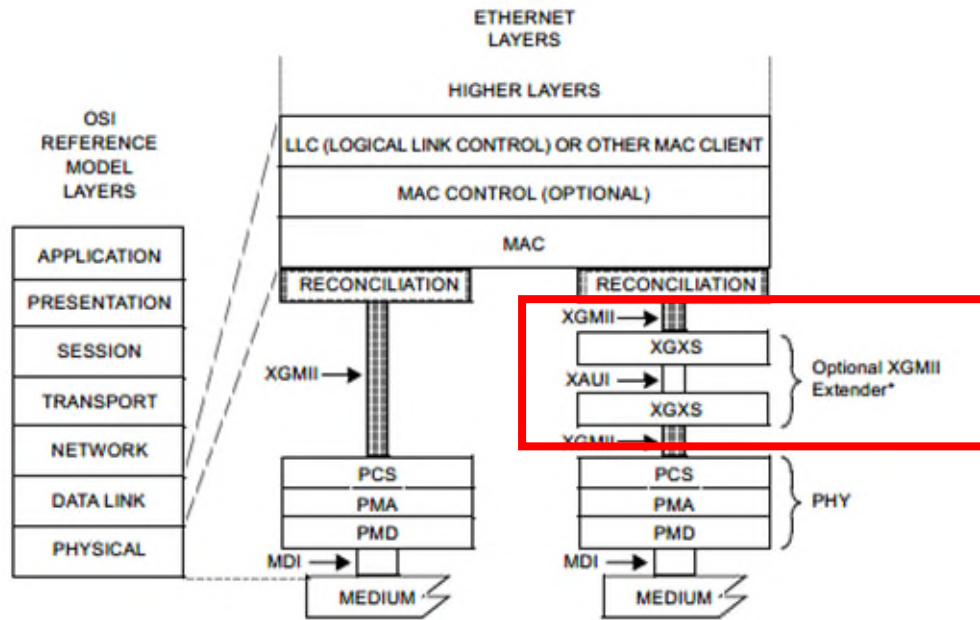 ETHERNET
LAYERS
HIGHER LAYERS
OSI
REFERENCE
MODEL
LAYERS
LLC (LOGICAL LINK CONTROL) OR OTHER MAC CLIENT
MAC CONTROL (OPTIONAL)
MAC
APPLICATION
PRESENTATION
SESSION
TRANSPORT
NETWORK
DATA LINK
PHYSICAL
RECONCILIATION
XGMII
PCS
PMA
PMD
MDI
MEDIUM
RECONCILIATION
XGMII
XGXS
XAUI
XGXS
XGMII
Optional XGMII
Extender*
PCS
PMA
PMD
PHY
MDI
MEDIUM